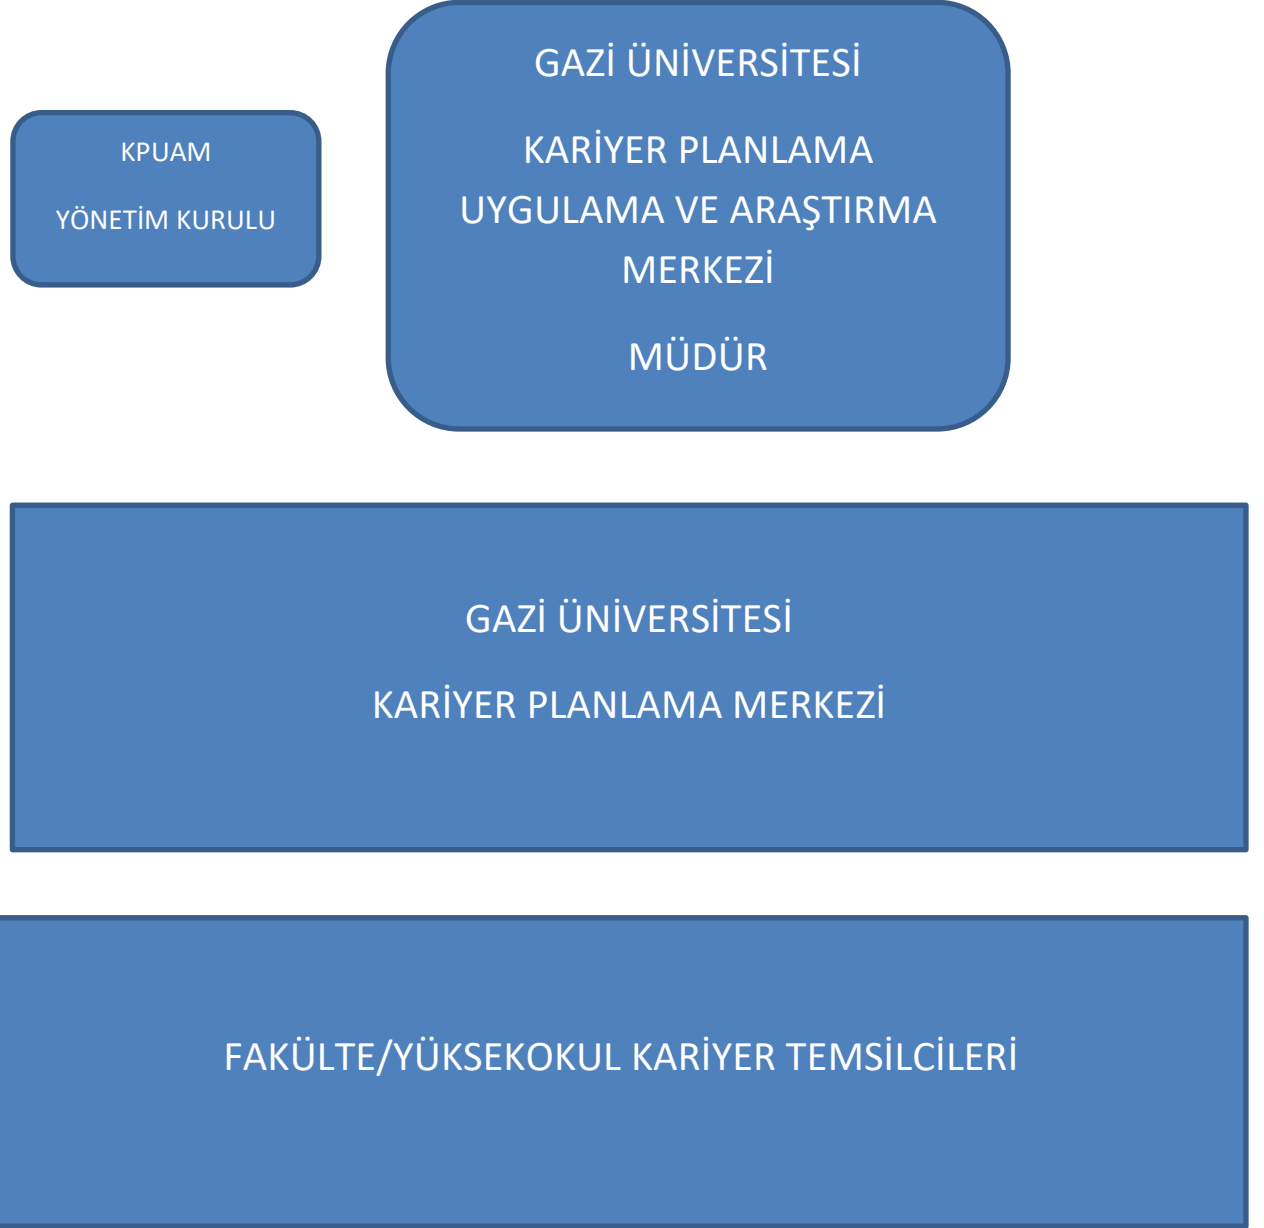 KPUAM
YÖNETİM KURULU
GAZİ ÜNİVERSİTESİ
KARİYER PLANLAMA
UYGULAMA VE ARAŞTIRMA
MERKEZİ
MÜDÜR
GAZİ ÜNİVERSİTESİ
KARİYER PLANLAMA MERKEZİ
FAKÜLTE/YÜKSEKOKUL KARİYER TEMSİLCİLERİ